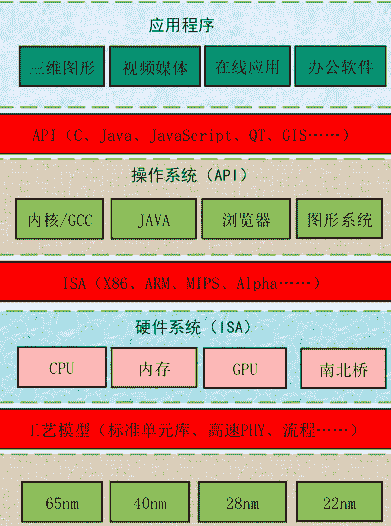 应用程序
三维图形 视频媒体 在线应用 办公软件
API（C、Java、JavaScript、QT、GIS……）
操作系统（API）
内核/GCC JAVA 浏览器 图形系统
ISA（X86、ARM、MIPS、Alpha……）
硬件系统（ISA）
CPU 内存 GPU 南北桥
工艺模型（标准单元库、高速PHY、流程……）
65nm 40nm 28nm 22nm